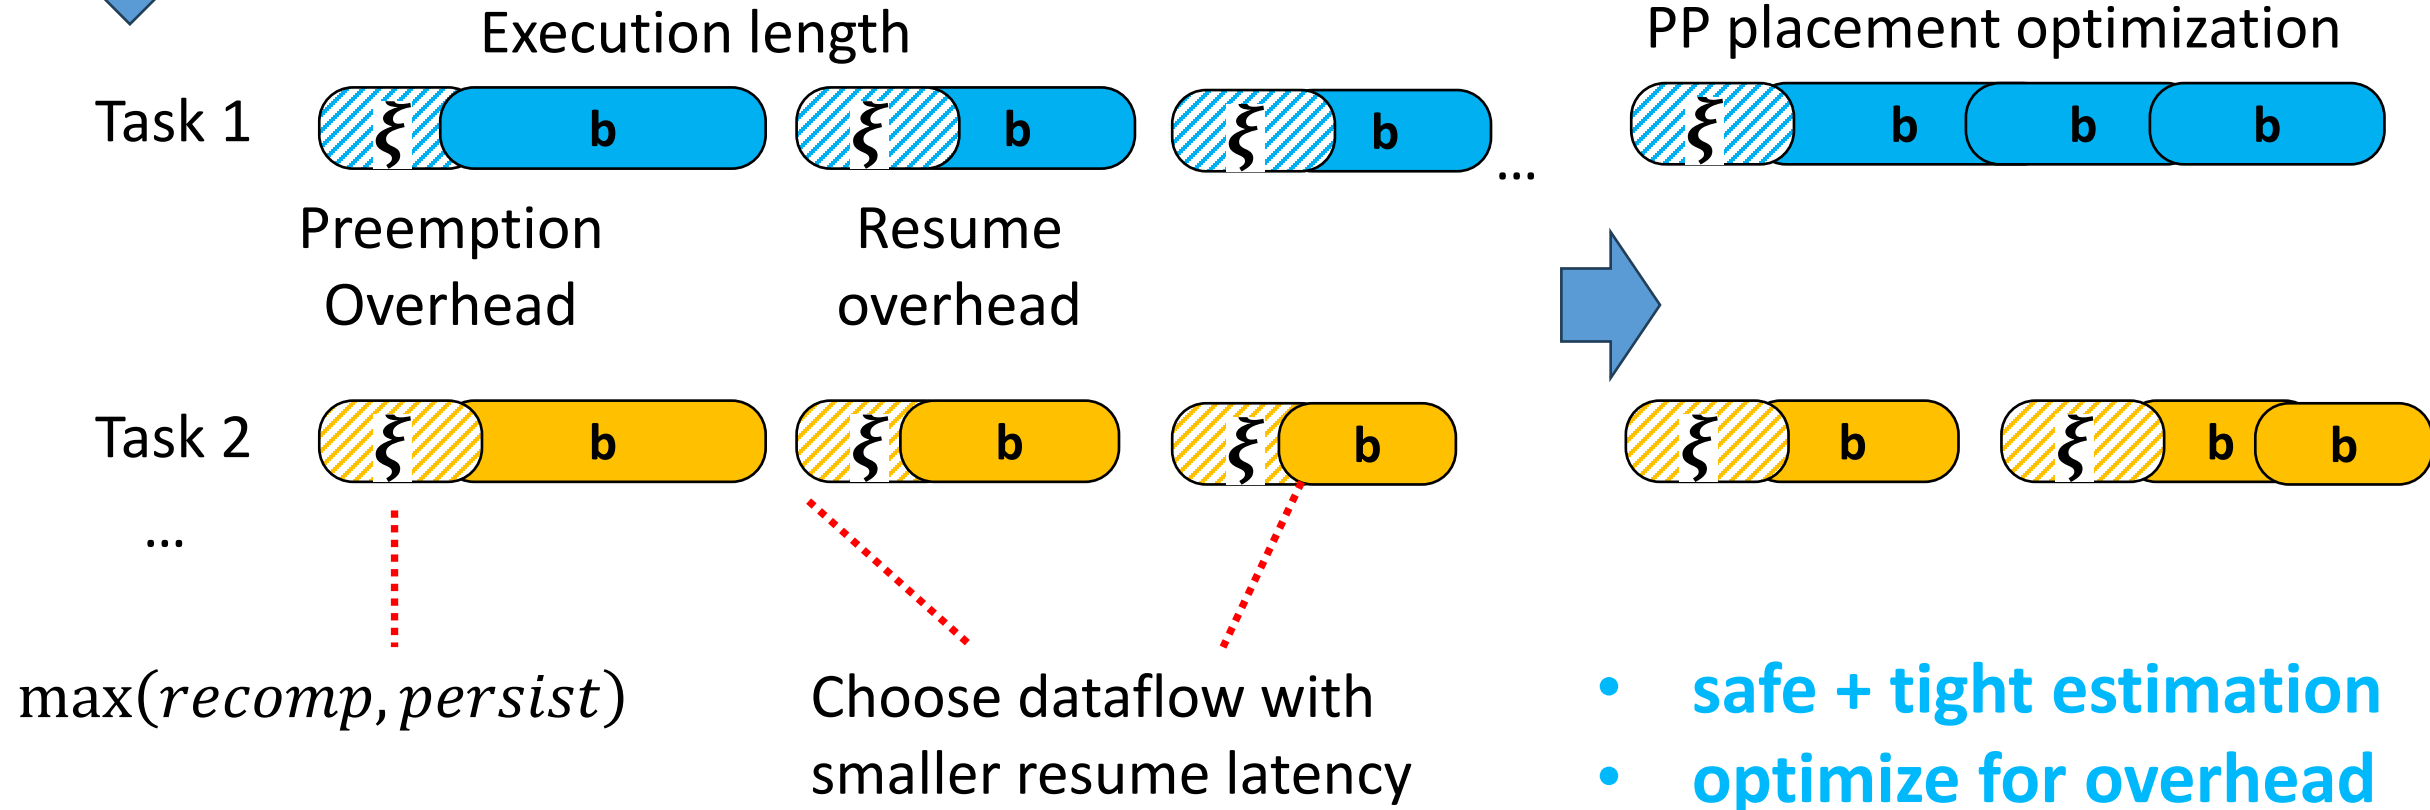 Execution length
PP placement optimization
Task 1
ξ b ξ b ξ b ...
ξ b b b
Preemption
Overhead
Resume
overhead
Task 2
ξ b ξ b ξ b
ξ b ξ b b
...
max(recomp, persist)
Choose dataflow with
smaller resume latency
• safe + tight estimation
• optimize for overhead